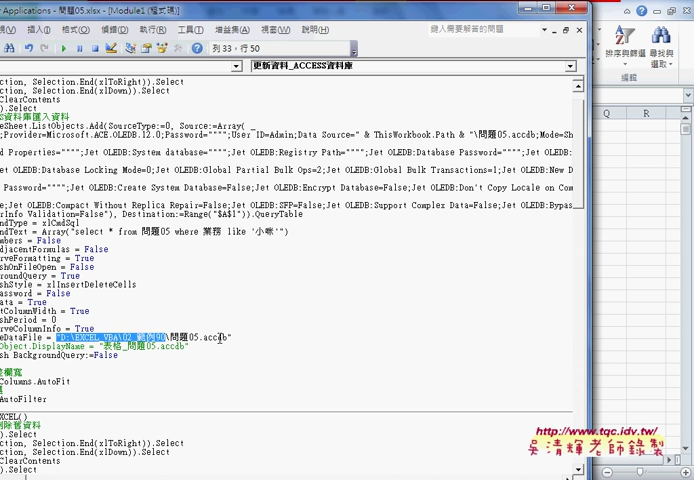 Applications - 問題05.xlsx - [Module1 (程式碼)]
執行(R) 工具(T) 增益集(A) 視窗(W) 說明(H) 鍵入需要解答的問題
列 33, 行 50
更新資料_ACCESS資料庫
ction, Selection.End(xlToRight)).Select
ction, Selection.End(xlDown)).Select
ClearContents
).Select
S資料庫匯入資料
eSheet.ListObjects.Add(SourceType:=0, Source:=Array( _
;Provider=Microsoft.ACE.OLEDB.12.0;Password="""";User ID=Admin;Data Source=" & ThisWorkbook.Path & "\問題05.accdb;Mode=Sh
d Properties="""";Jet OLEDB:System database="""";Jet OLEDB:Registry Path="""";Jet OLEDB:Database Password="""";Jet OLEDB
et OLEDB:Database Locking Mode=0;Jet OLEDB:Global Partial Bulk Ops=2;Jet OLEDB:Global Bulk Transactions=1;Jet OLEDB:New D
Password="""";Jet OLEDB:Create System Database=False;Jet OLEDB:Encrypt Database=False;Jet OLEDB:Don't Copy Locale on Com
e;Jet OLEDB:Compact Without Replica Repair=False;Jet OLEDB:SFP=False;Jet OLEDB:Support Complex Data=False;Jet OLEDB:Bypas
rInfo Validation=False"), Destination:=Range("$A$1")).QueryTable
ndType = xlCmdSql
ndText = Array("select * from 問題05 where 業務 like '小咪'")
mbers = False
djacentFormulas = False
rveFormatting = True
shOnFileOpen = False
groundQuery = True
shStyle = xlInsertDeleteCells
assword = False
ata = True
tColumnWidth = True
shPeriod = 0
rveColumnInfo = True
eDataFile = "D:\EXCEL_VBA\02_範例90\問題05.accdb"
Object.DisplayName = "表格_問題05.accdb"
sh BackgroundQuery:=False
整欄寬
Columns.AutoFit
AutoFilter
EXCEL()
刪除舊資料
).Select
ction, Selection.End(xlToRight)).Select
ction, Selection.End(xlDown)).Select
ClearContents
).Select
排序與篩選 尋找與
選取
編輯
Q R
http://www.tqc.idv.tw/
吳清輝老師錄製